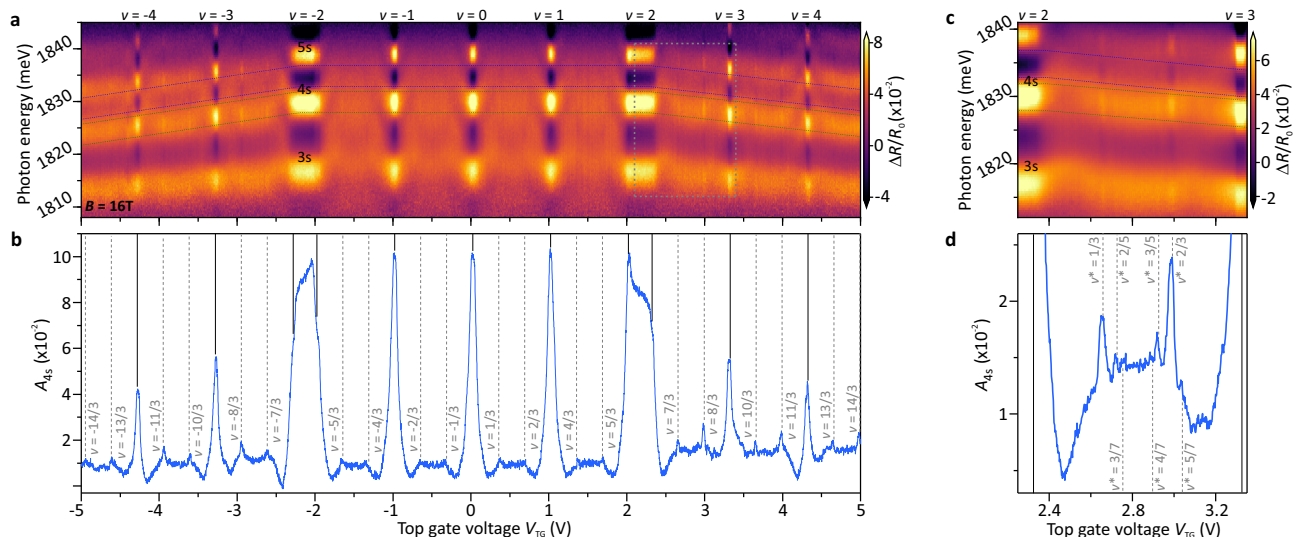 a
ν = -4 ν = -3 ν = -2 ν = -1 ν = 0 ν = 1 ν = 2 ν = 3 ν = 4
Photon energy (meV)
1840
1830
1820
1810
5s
4s
3s
B = 16T
8
4
0
-4
ΔR/R₀ (x10⁻²)
b
A₄ₛ (x10⁻²)
10
8
6
4
2
ν = -14/3
ν = -13/3
ν = -11/3
ν = -10/3
ν = -8/3
ν = -7/3
ν = -5/3
ν = -4/3
ν = -2/3
ν = -1/3
ν = 1/3
ν = 2/3
ν = 4/3
ν = 5/3
ν = 7/3
ν = 8/3
ν = 10/3
ν = 11/3
ν = 13/3
ν = 14/3
-5 -4 -3 -2 -1 0 1 2 3 4 5
Top gate voltage V_TG (V)
c
ν = 2 ν = 3
Photon energy (meV)
1840
1830
1820
4s
3s
6
4
2
0
-2
ΔR/R₀ (x10⁻²)
d
A₄ₛ (x10⁻²)
2
1
ν* = 1/3
ν* = 2/5
ν* = 3/5
ν* = 2/3
ν* = 3/7
ν* = 4/7
ν* = 5/7
2.4 2.8 3.2
Top gate voltage V_TG (V)